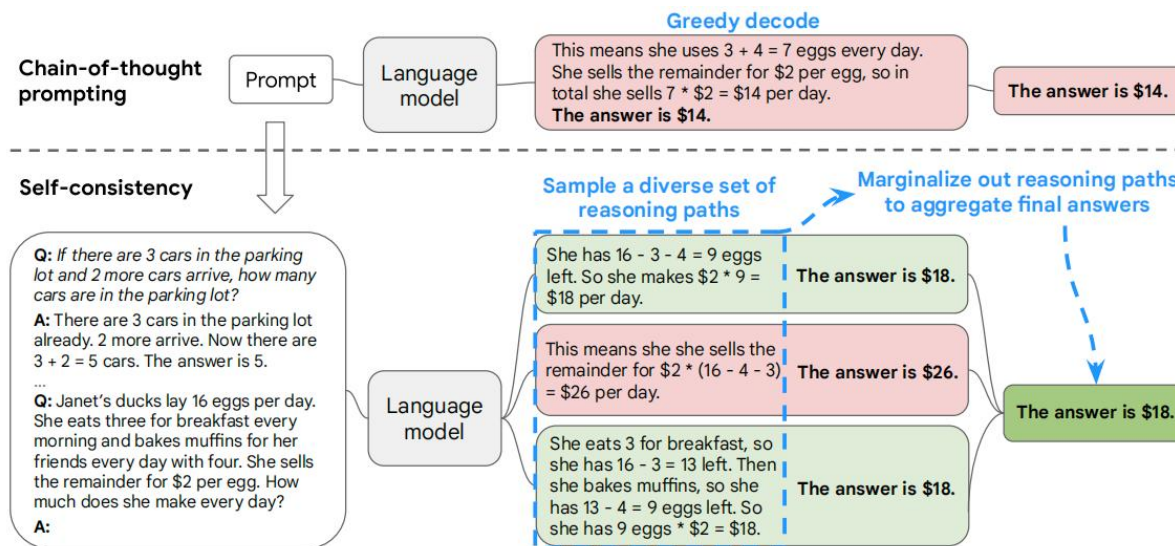 Greedy decode
Chain-of-thought
prompting
Prompt
Language
model
This means she uses 3 + 4 = 7 eggs every day.
She sells the remainder for $2 per egg, so in
total she sells 7 * $2 = $14 per day.
The answer is $14.
The answer is $14.
Self-consistency
Sample a diverse set of
reasoning paths
Marginalize out reasoning paths
to aggregate final answers
Q: If there are 3 cars in the parking
lot and 2 more cars arrive, how many
cars are in the parking lot?
A: There are 3 cars in the parking lot
already. 2 more arrive. Now there are
3 + 2 = 5 cars. The answer is 5.
...
Q: Janet's ducks lay 16 eggs per day.
She eats three for breakfast every
morning and bakes muffins for her
friends every day with four. She sells
the remainder for $2 per egg. How
much does she make every day?
A:
Language
model
She has 16 - 3 - 4 = 9 eggs
left. So she makes $2 * 9 =
$18 per day.
The answer is $18.
This means she she sells the
remainder for $2 * (16 - 4 - 3)
= $26 per day.
The answer is $26.
She eats 3 for breakfast, so
she has 16 - 3 = 13 left. Then
she bakes muffins, so she
has 13 - 4 = 9 eggs left. So
she has 9 eggs * $2 = $18.
The answer is $18.
The answer is $18.